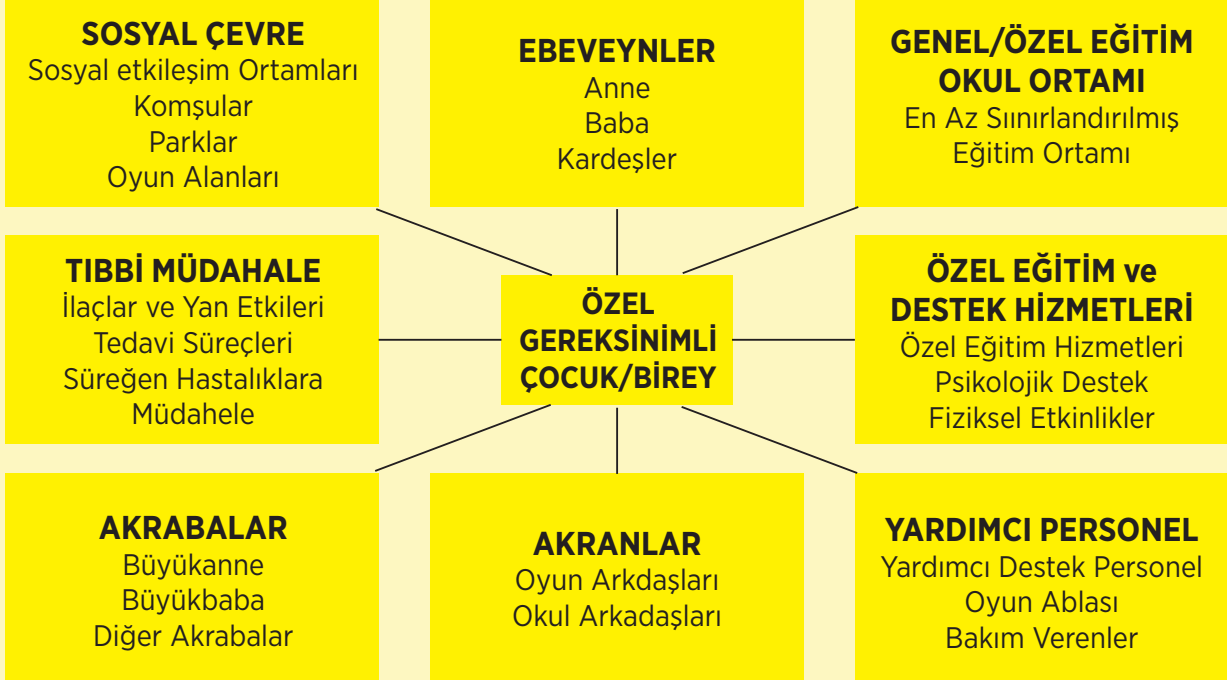 SOSYAL ÇEVRE
Sosyal etkileşim Ortamları
Komşular
Parklar
Oyun Alanları
EBEVEYNLER
Anne
Baba
Kardeşler
GENEL/ÖZEL EĞİTİM
OKUL ORTAMI
En Az Sıınırlandırılmış
Eğitim Ortamı
TIBBİ MÜDAHALE
İlaçlar ve Yan Etkileri
Tedavi Süreçleri
Süreğen Hastalıklara
Müdahele
ÖZEL
GEREKSİNİMLİ
ÇOCUK/BİREY
ÖZEL EĞİTİM ve
DESTEK HİZMETLERİ
Özel Eğitim Hizmetleri
Psikolojik Destek
Fiziksel Etkinlikler
AKRABALAR
Büyükanne
Büyükbaba
Diğer Akrabalar
AKRANLAR
Oyun Arkdaşları
Okul Arkadaşları
YARDIMCI PERSONEL
Yardımcı Destek Personel
Oyun Ablası
Bakım Verenler